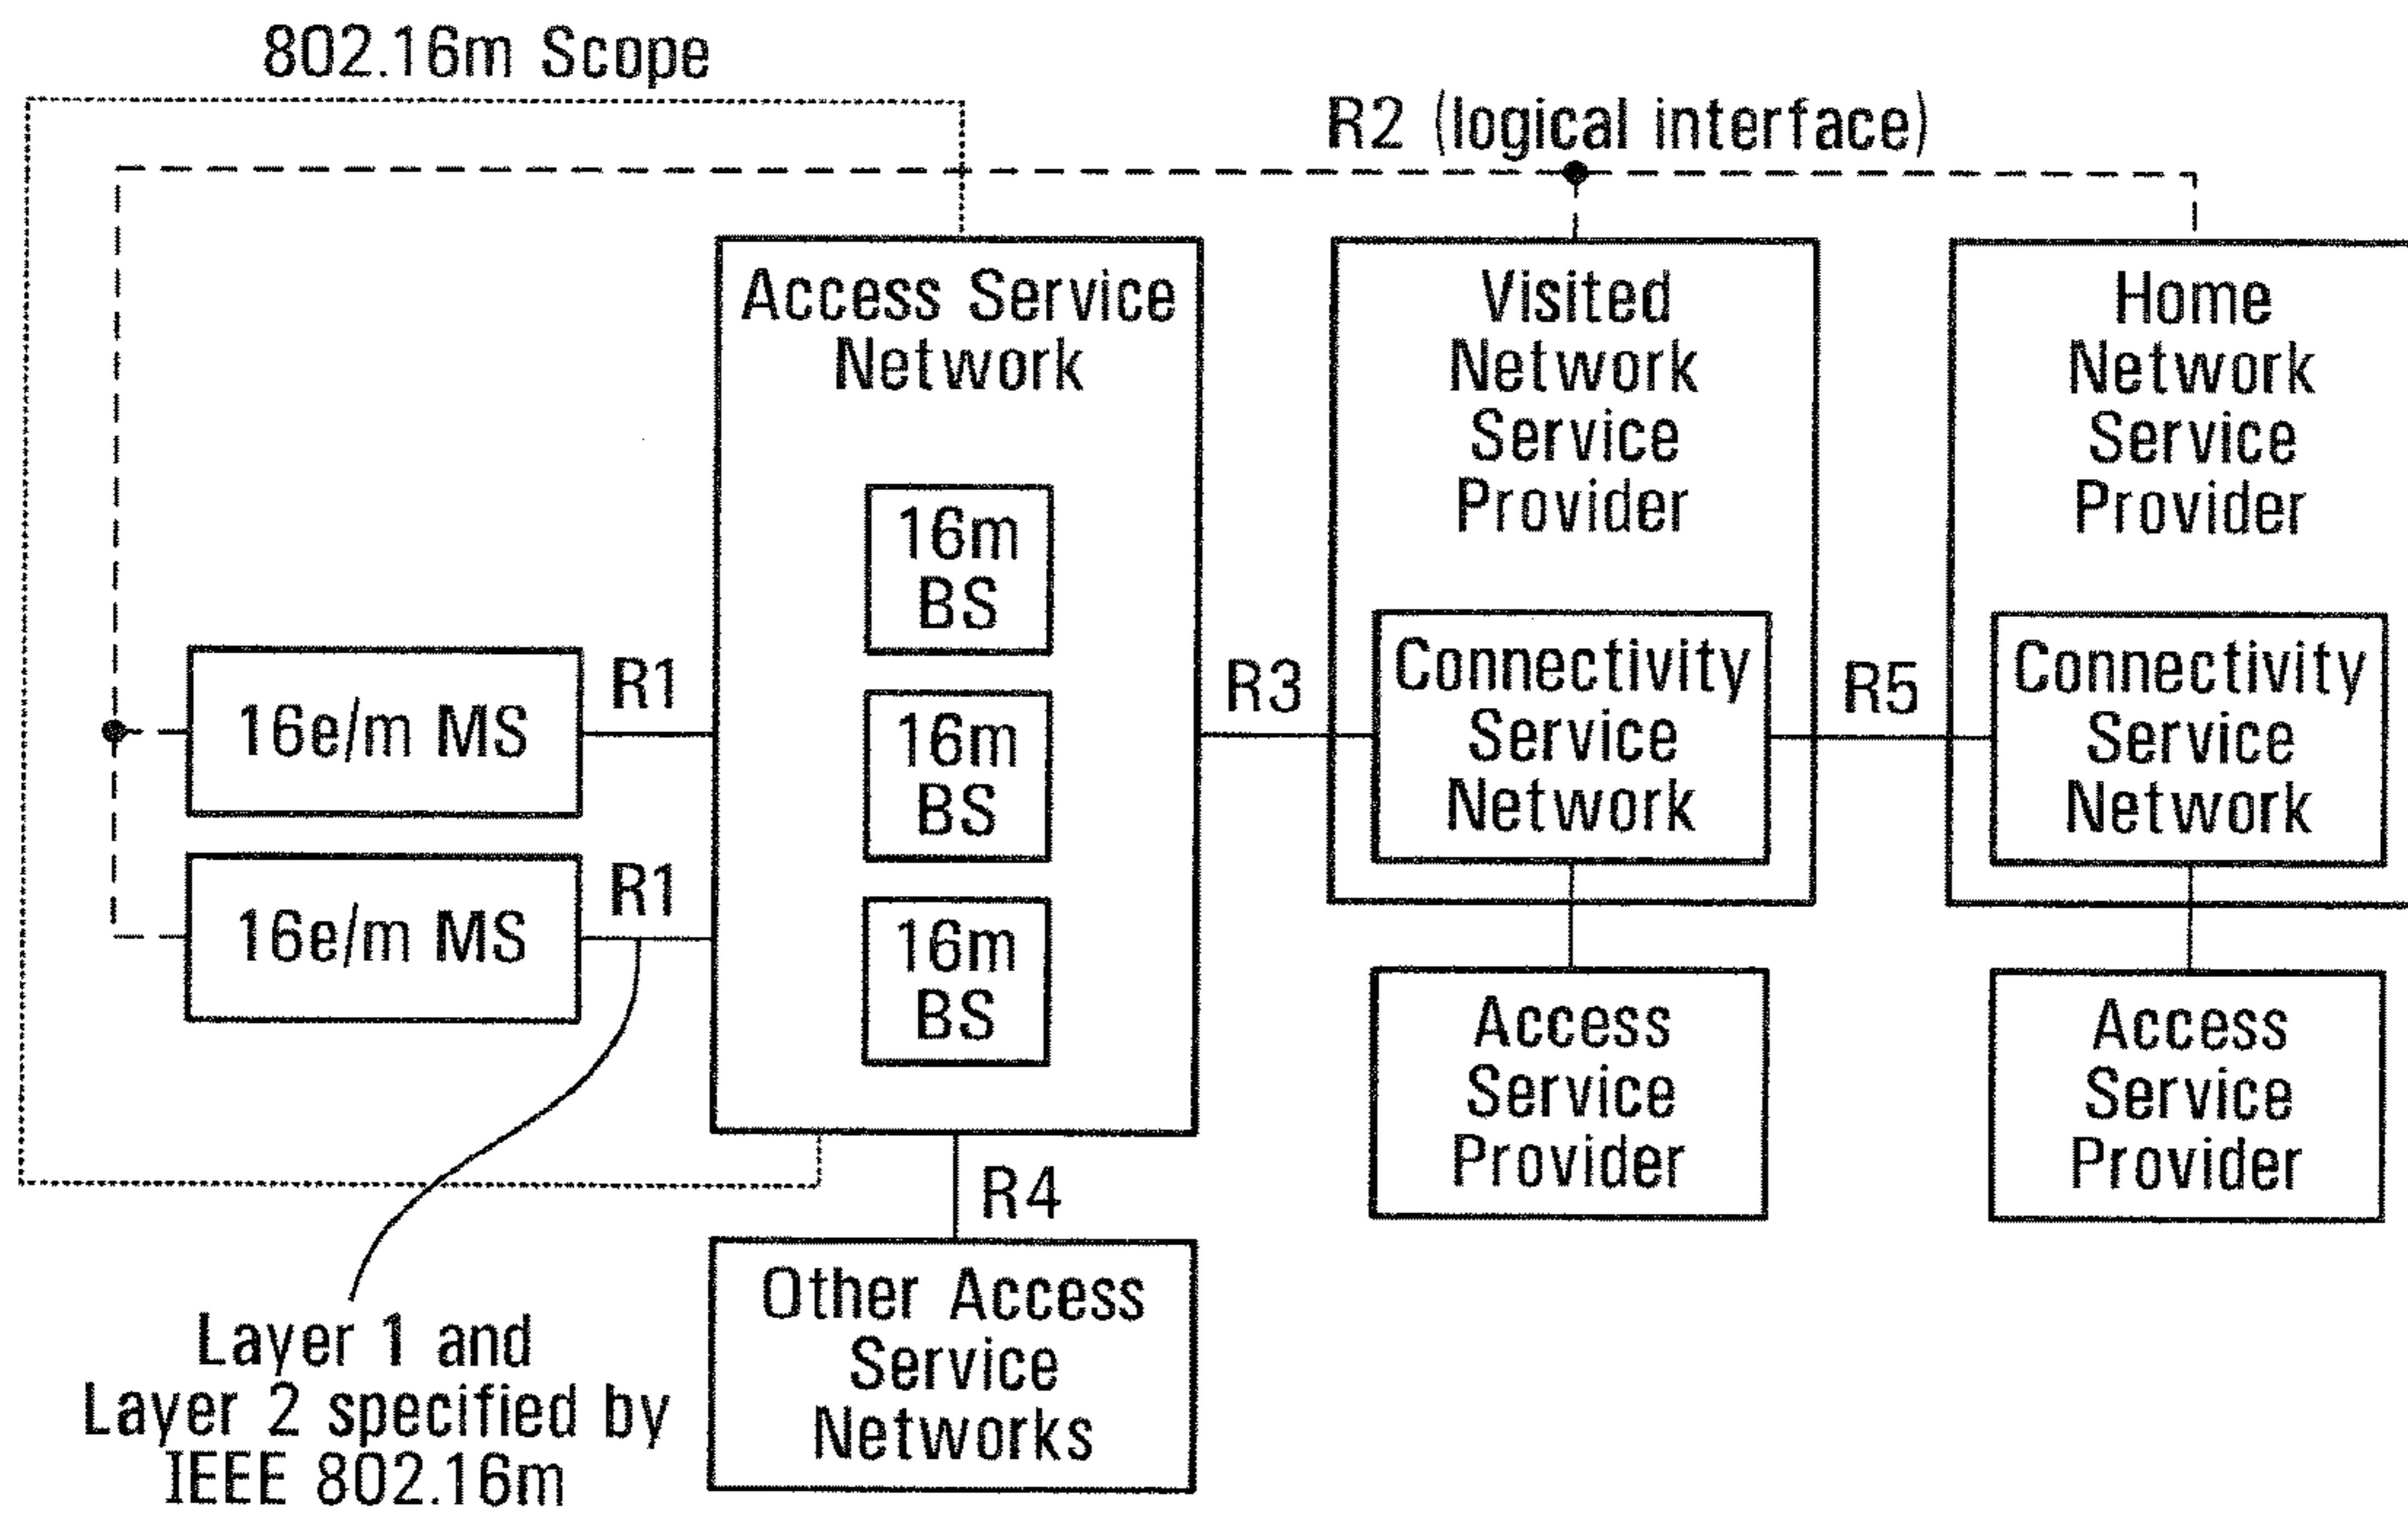 802.16m Scope
R2 (logical interface)
Access Service
Network
16m
BS
16m
BS
16m
BS
Visited
Network
Service
Provider
Connectivity
Service
Network
Home
Network
Service
Provider
Connectivity
Service
Network
16e/m MS
R1
16e/m MS
R1
R3
R5
R4
Access
Service
Provider
Access
Service
Provider
Other Access
Service
Networks
Layer 1 and
Layer 2 specified by
IEEE 802.16m